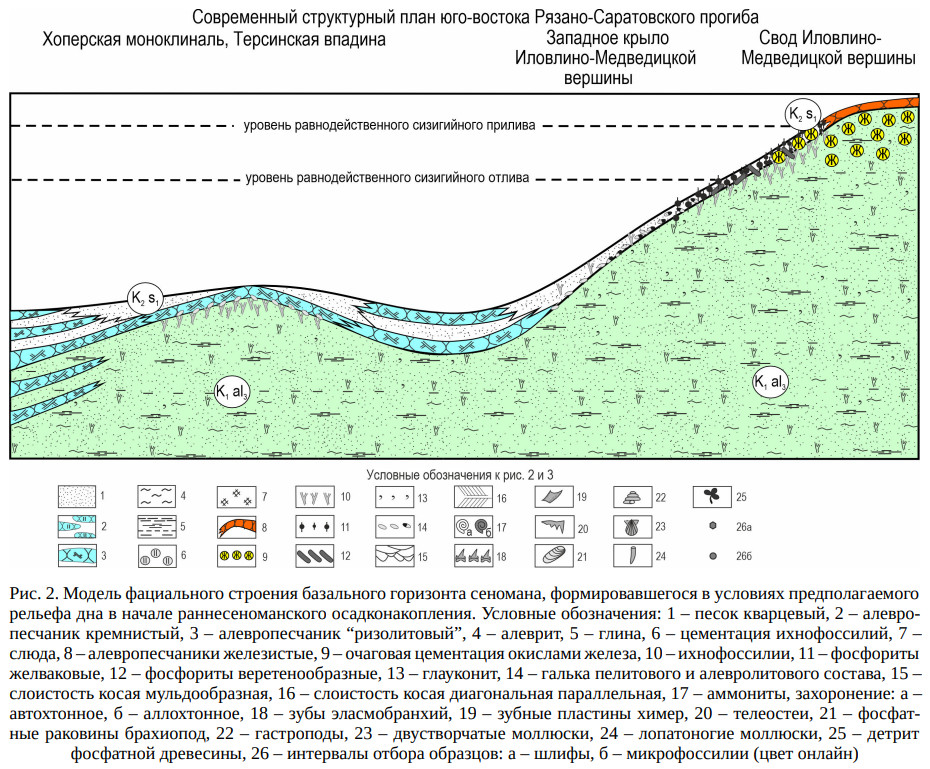 Современный структурный план юго-востока Рязано-Саратовского прогиба
Хоперская моноклиналь, Терсинская впадина
Западное крыло
Иловлино-Медведицкой
вершины
Свод Иловлино-
Медведицкой вершины
K₂ s₁
уровень равнодейственного сизигийного прилива
уровень равнодейственного сизигийного отлива
K₂ s₁
K₁ al₃
K₁ al₃
Условные обозначения к рис. 2 и 3
1 4 7 10 13 16 19 22 25
2 5 8 11 14 а б 17 20 23 26а
3 6 9 12 15 18 21 24 26б
Рис. 2. Модель фациального строения базального горизонта сеномана, формировавшегося в условиях предполагаемого
рельефа дна в начале раннесеноманского осадконакопления. Условные обозначения: 1 – песок кварцевый, 2 – алевро-
песчаник кремнистый, 3 – алевропесчаник “ризолитовый”, 4 – алеврит, 5 – глина, 6 – цементация ихнофоссилий, 7 –
слюда, 8 – алевропесчаники железистые, 9 – очаговая цементация окислами железа, 10 – ихнофоссилии, 11 – фосфориты
желваковые, 12 – фосфориты веретенообразные, 13 – глауконит, 14 – галька пелитового и алевролитового состава, 15 –
слоистость косая мульдообразная, 16 – слоистость косая диагональная параллельная, 17 – аммониты, захоронение: а –
автохтонное, б – аллохтонное, 18 – зубы эласмобранхий, 19 – зубные пластины химер, 20 – телеостеи, 21 – фосфат-
ные раковины брахиопод, 22 – гастроподы, 23 – двустворчатые моллюски, 24 – лопатоногие моллюски, 25 – детрит
фосфатной древесины, 26 – интервалы отбора образцов: а – шлифы, б – микрофоссилии (цвет онлайн)